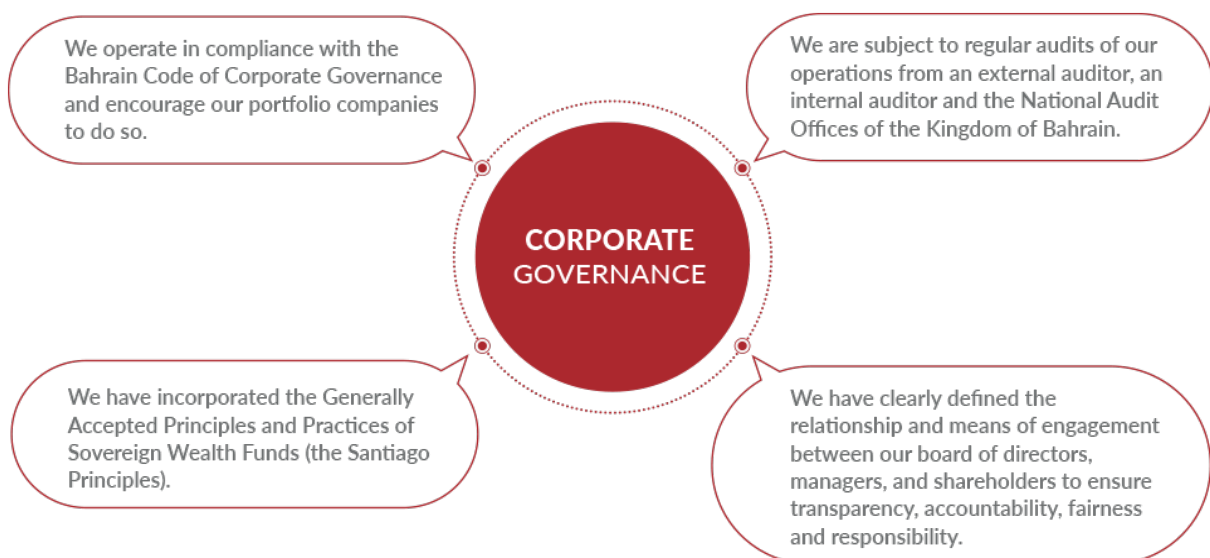 We operate in compliance with the
Bahrain Code of Corporate Governance
and encourage our portfolio companies
to do so.
We are subject to regular audits of our
operations from an external auditor, an
internal auditor and the National Audit
Offices of the Kingdom of Bahrain.
CORPORATE
GOVERNANCE
We have incorporated the Generally
Accepted Principles and Practices of
Sovereign Wealth Funds (the Santiago
Principles).
We have clearly defined the
relationship and means of engagement
between our board of directors,
managers, and shareholders to ensure
transparency, accountability, fairness
and responsibility.